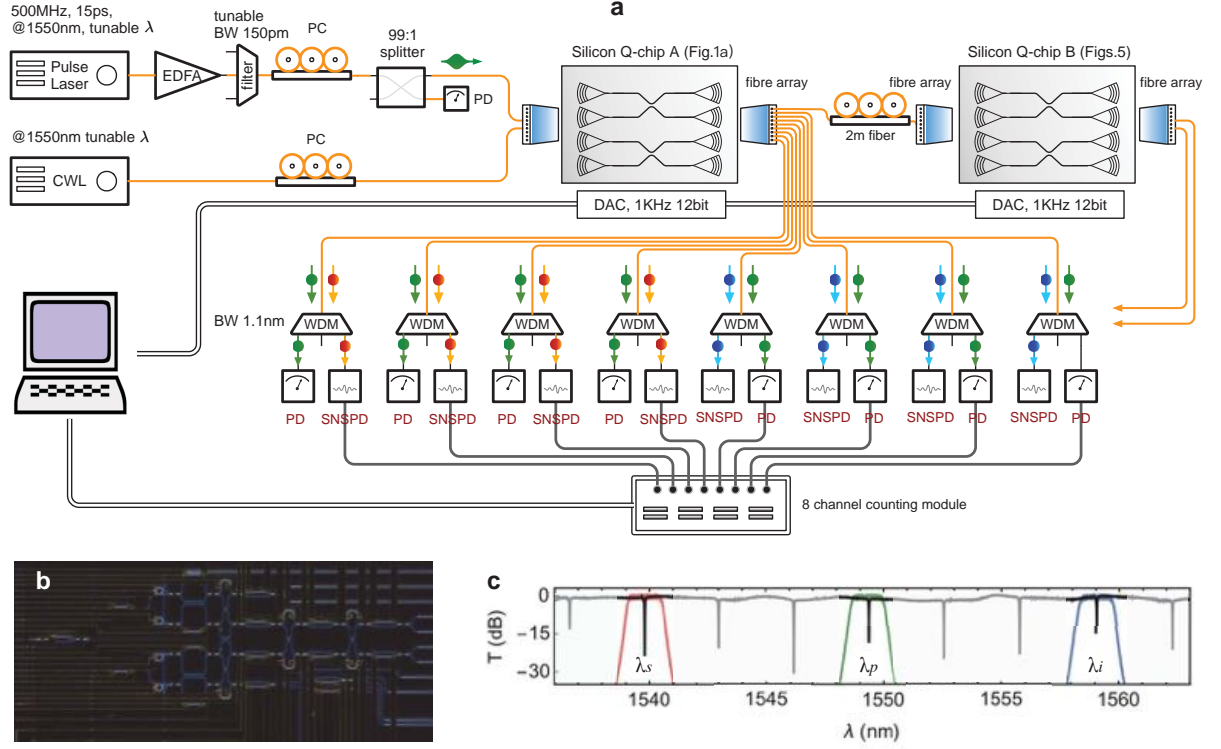 a
500MHz, 15ps,
@1550nm, tunable λ
tunable
BW 150pm
PC
99:1
splitter
Pulse
Laser
EDFA
filter
PD
@1550nm tunable λ
PC
CWL
Silicon Q-chip A (Fig.1a)
fibre array
fibre array
Silicon Q-chip B (Figs.5)
fibre array
2m fiber
DAC, 1KHz 12bit
DAC, 1KHz 12bit
BW 1.1nm
WDM WDM WDM WDM WDM WDM WDM WDM
PD SNSPD PD SNSPD PD SNSPD PD SNSPD SNSPD PD SNSPD PD SNSPD PD SNSPD PD
8 channel counting module
b
c
T (dB)
0
−15
−30
λs λp λi
1540 1545 1550 1555 1560
λ (nm)